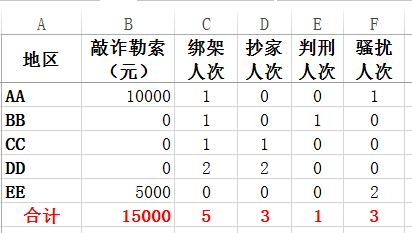 A B C D E F
地区 敲诈勒索（元） 绑架人次 抄家人次 判刑人次 骚扰人次
AA 10000 1 0 0 1
BB 0 1 0 1 0
CC 0 1 1 0 0
DD 0 2 2 0 0
EE 5000 0 0 0 2
合计 15000 5 3 1 3